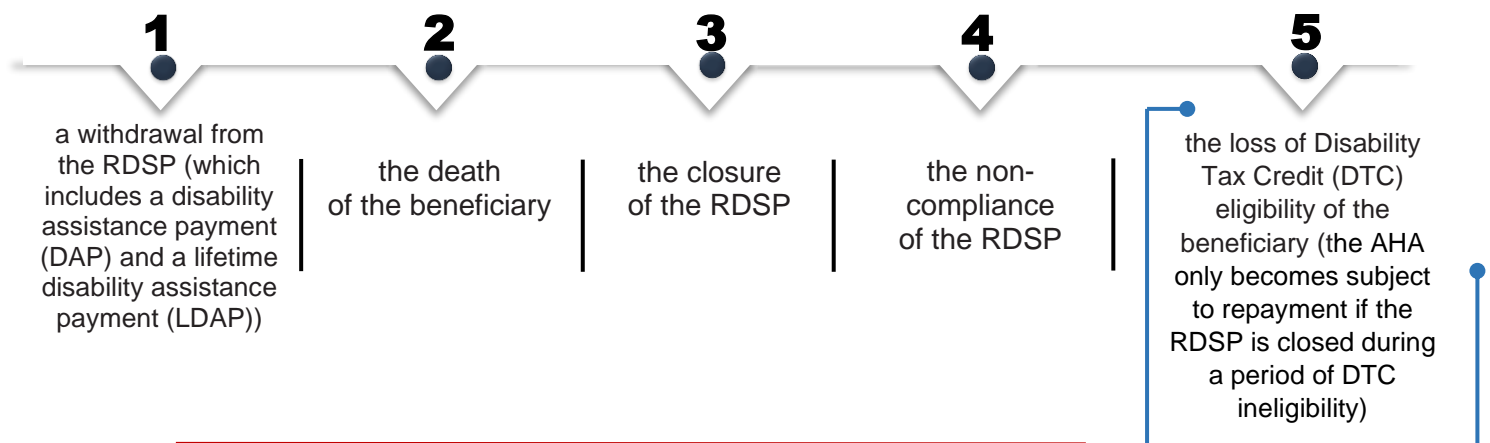 1
a withdrawal from
the RDSP (which
includes a disability
assistance payment
(DAP) and a lifetime
disability assistance
payment (LDAP))
2
the death
of the beneficiary
3
the closure
of the RDSP
4
the non-
compliance
of the RDSP
5
the loss of Disability
Tax Credit (DTC)
eligibility of the
beneficiary (the AHA
only becomes subject
to repayment if the
RDSP is closed during
a period of DTC
ineligibility)